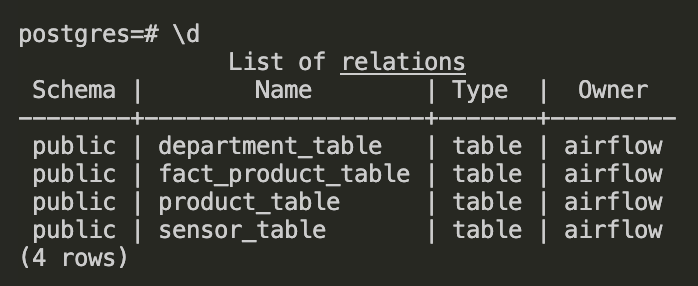 postgres=# \d
                List of relations
 Schema |        Name        | Type  |  Owner
--------+--------------------+-------+---------
 public | department_table   | table | airflow
 public | fact_product_table | table | airflow
 public | product_table      | table | airflow
 public | sensor_table       | table | airflow
(4 rows)